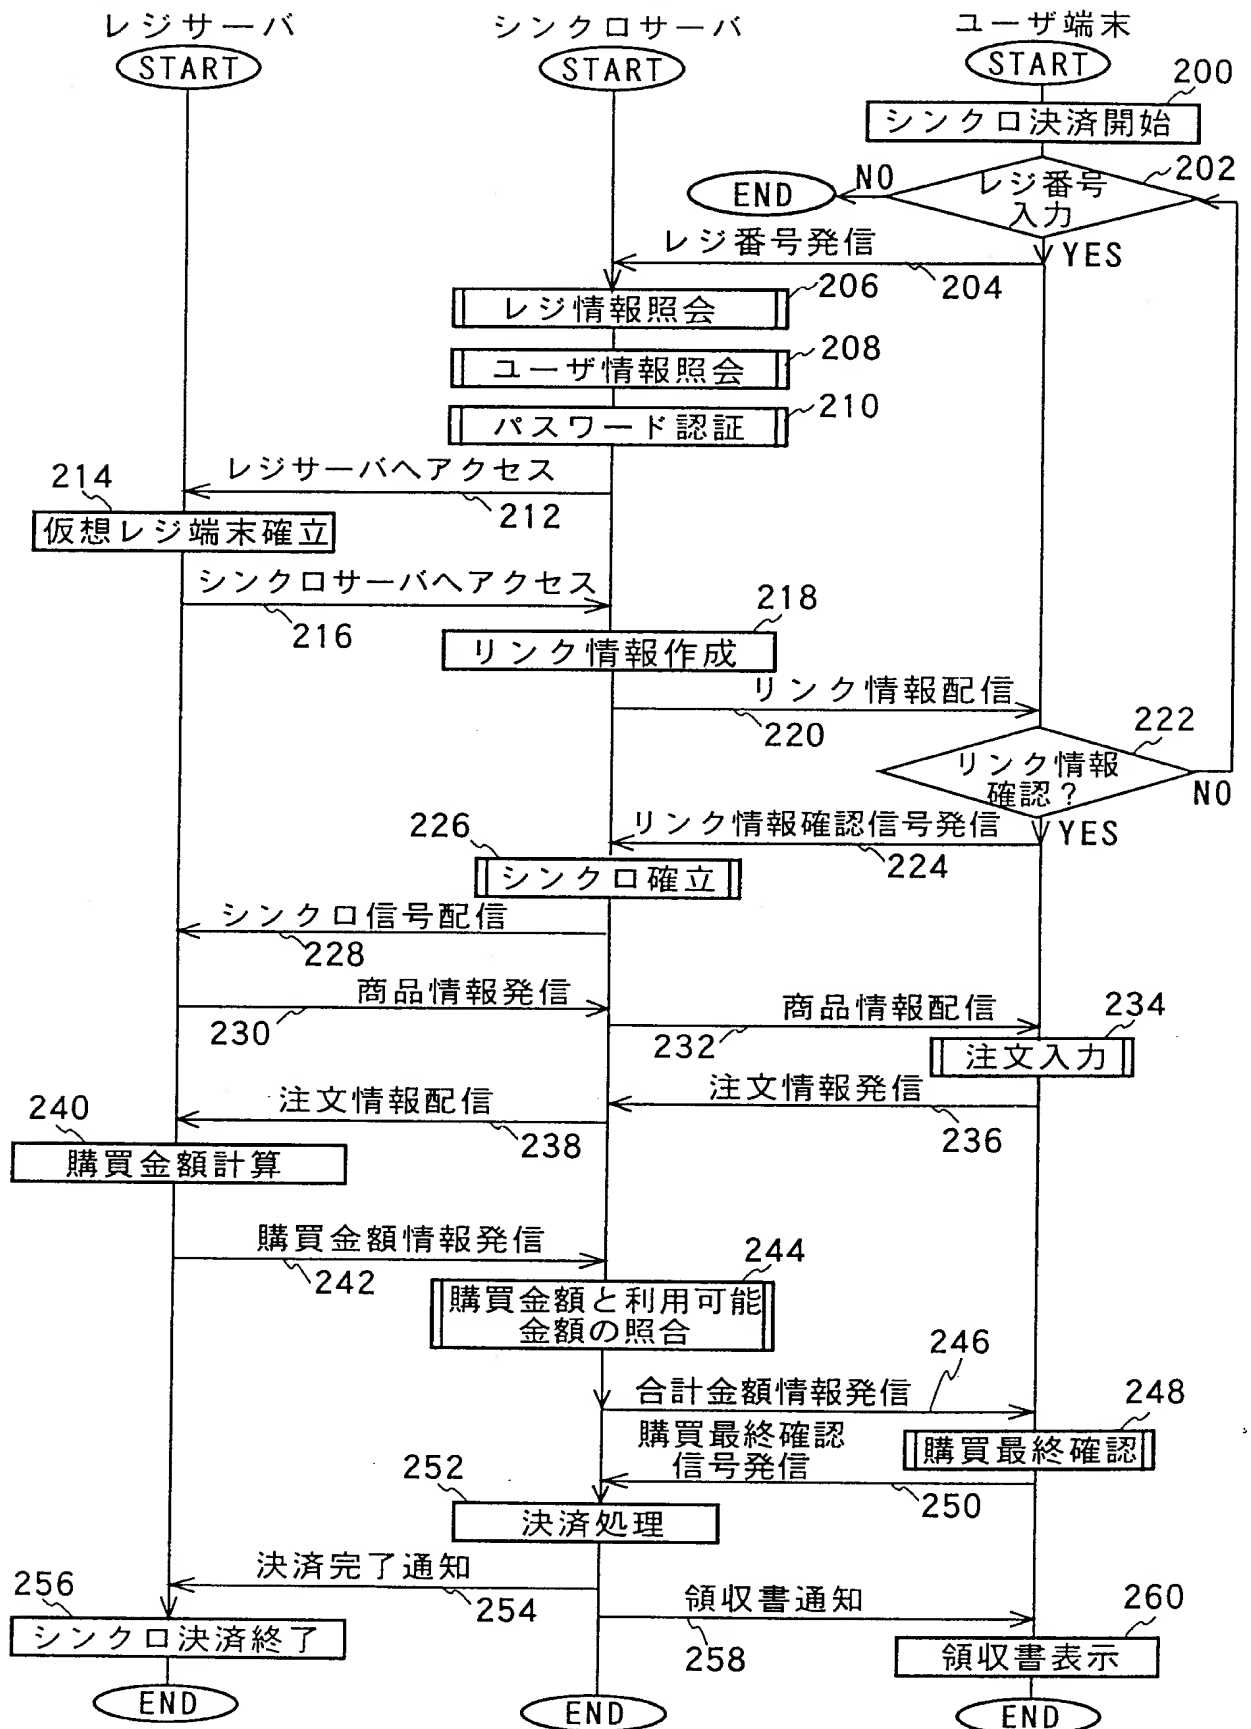 レジサーバ
シンクロサーバ
ユーザ端末
START
START
START
200
シンクロ決済開始
202
レジ番号
入力
NO
END
YES
レジ番号発信
204
206
レジ情報照会
208
ユーザ情報照会
210
パスワード認証
レジサーバへアクセス
212
214
仮想レジ端末確立
シンクロサーバへアクセス
216
218
リンク情報作成
リンク情報配信
220
222
リンク情報
確認?
NO
YES
リンク情報確認信号発信
224
226
シンクロ確立
シンクロ信号配信
228
商品情報発信
230
商品情報配信
232
234
注文入力
注文情報発信
236
注文情報配信
238
240
購買金額計算
購買金額情報発信
242
244
購買金額と利用可能
金額の照合
246
合計金額情報発信
248
購買最終確認
購買最終確認
信号発信
250
252
決済処理
決済完了通知
254
256
シンクロ決済終了
領収書通知
258
260
領収書表示
END
END
END